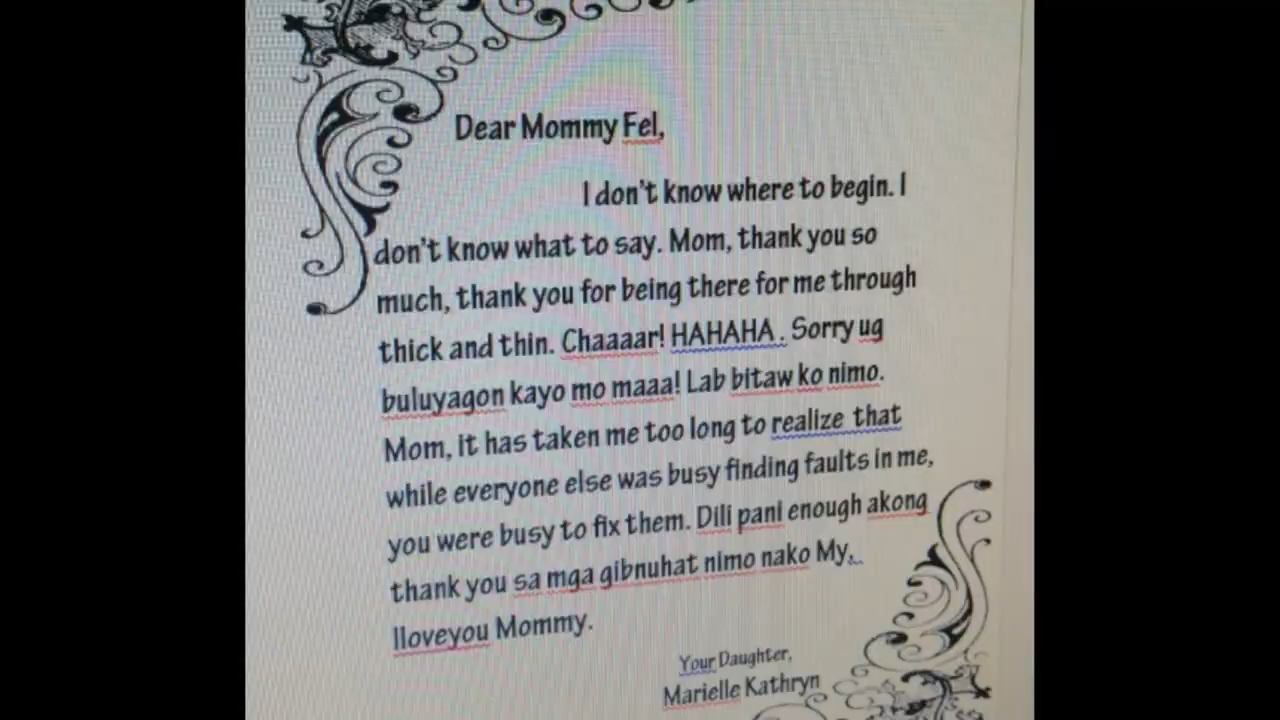 Dear Mommy Fel,
I don't know where to begin. I
don't know what to say. Mom, thank you so
much, thank you for being there for me through
thick and thin. Chaaaar! HAHAHA . Sorry ug
buluyagon kayo mo maaa! Lab bitaw ko nimo.
Mom, it has taken me too long to realize that
while everyone else was busy finding faults in me,
you were busy to fix them. Dili pani enough akong
thank you sa mga gibnuhat nimo nako My,
Iloveyou Mommy.
Your Daughter,
Marielle Kathryn